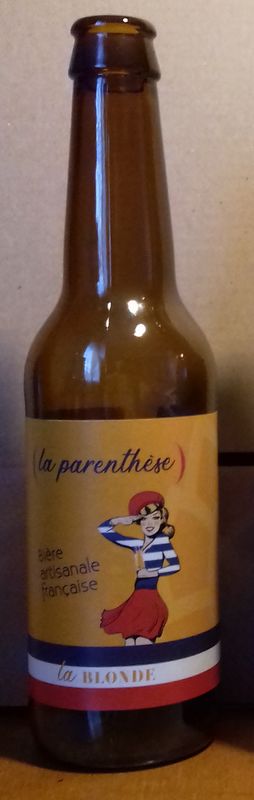 (la parenthèse)
Bière
artisanale
française
la BLONDE